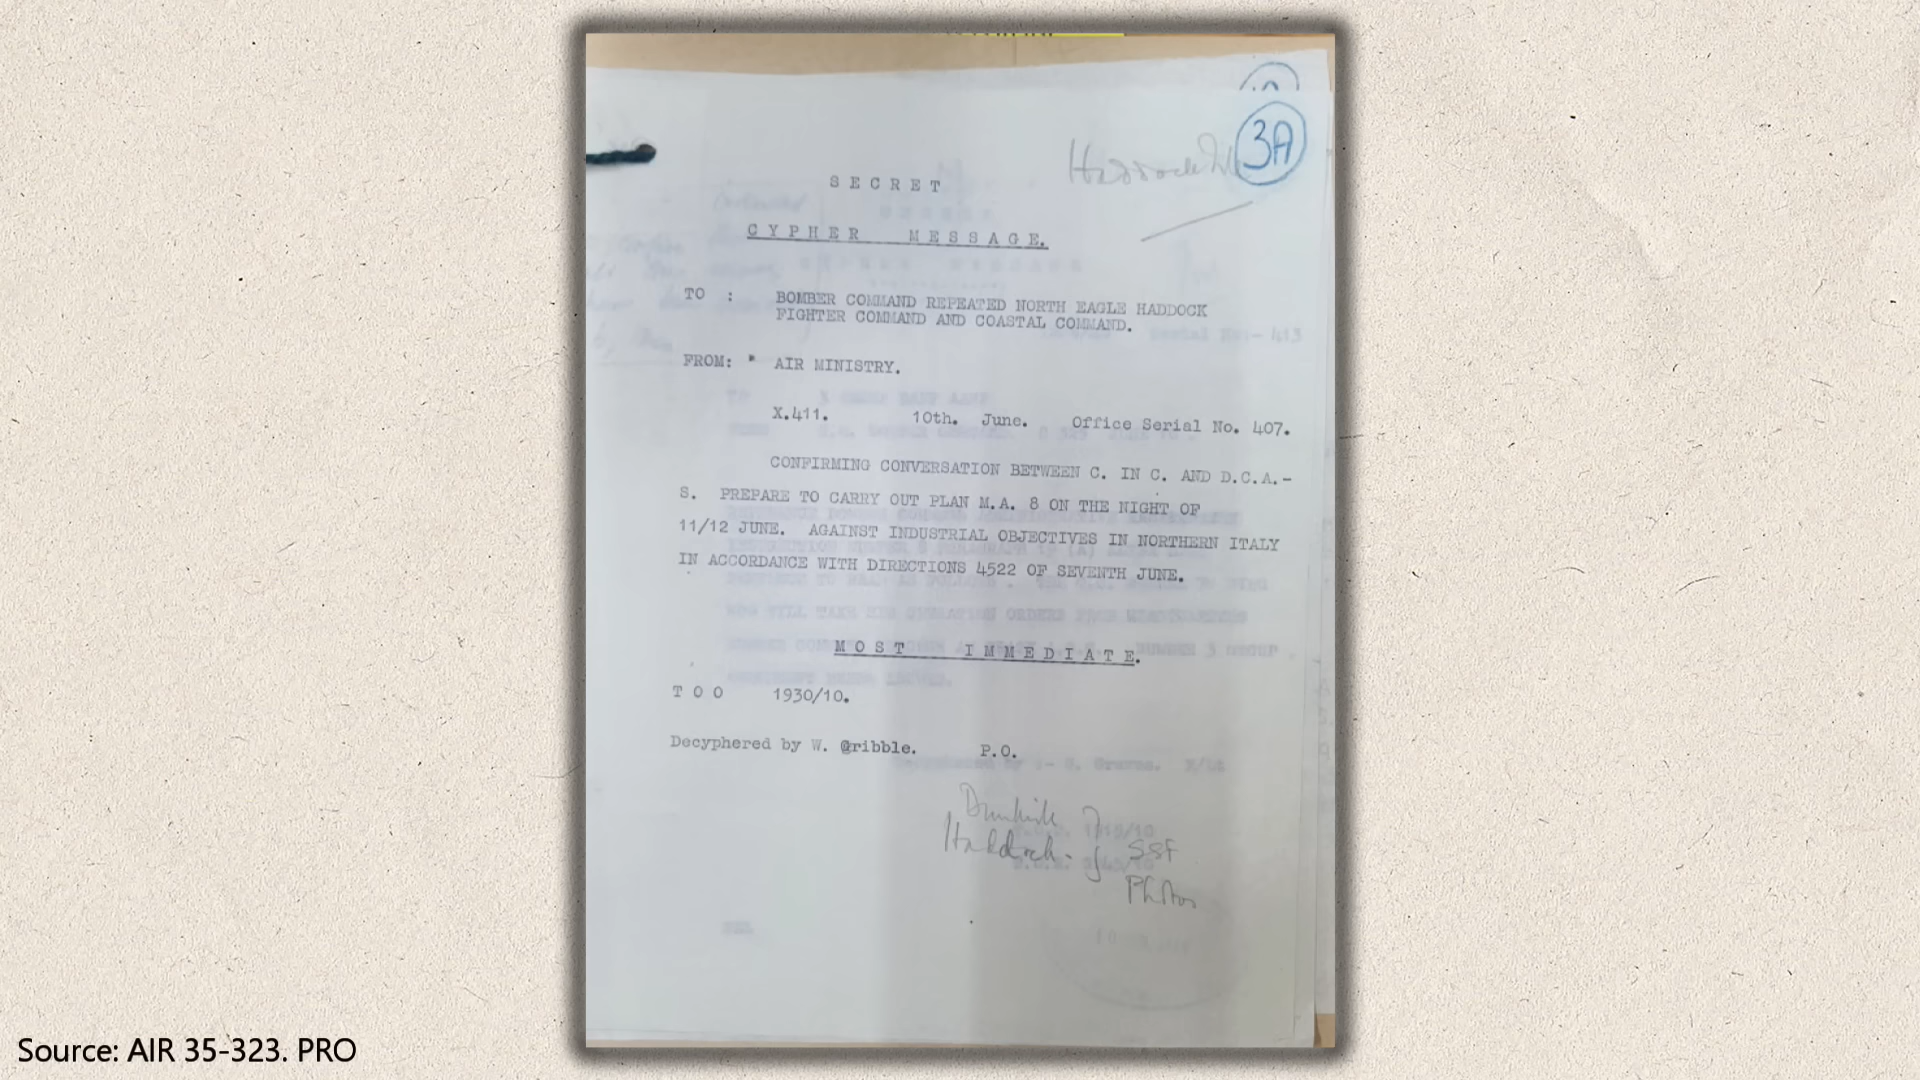 3A
Haddock
SECRET
CYPHER MESSAGE.
TO : BOMBER COMMAND REPEATED NORTH EAGLE HADDOCK
FIGHTER COMMAND AND COASTAL COMMAND.
FROM: AIR MINISTRY.
X.411. 10th. June. Office Serial No. 407.
CONFIRMING CONVERSATION BETWEEN C. IN C. AND D.C.A.-
S. PREPARE TO CARRY OUT PLAN M.A. 8 ON THE NIGHT OF
11/12 JUNE. AGAINST INDUSTRIAL OBJECTIVES IN NORTHERN ITALY
IN ACCORDANCE WITH DIRECTIONS 4522 OF SEVENTH JUNE.
MOST IMMEDIATE.
T O O 1930/10.
Decyphered by W. @ribble. P.O.
Haddock.
SSF
Photos
Source: AIR 35-323. PRO